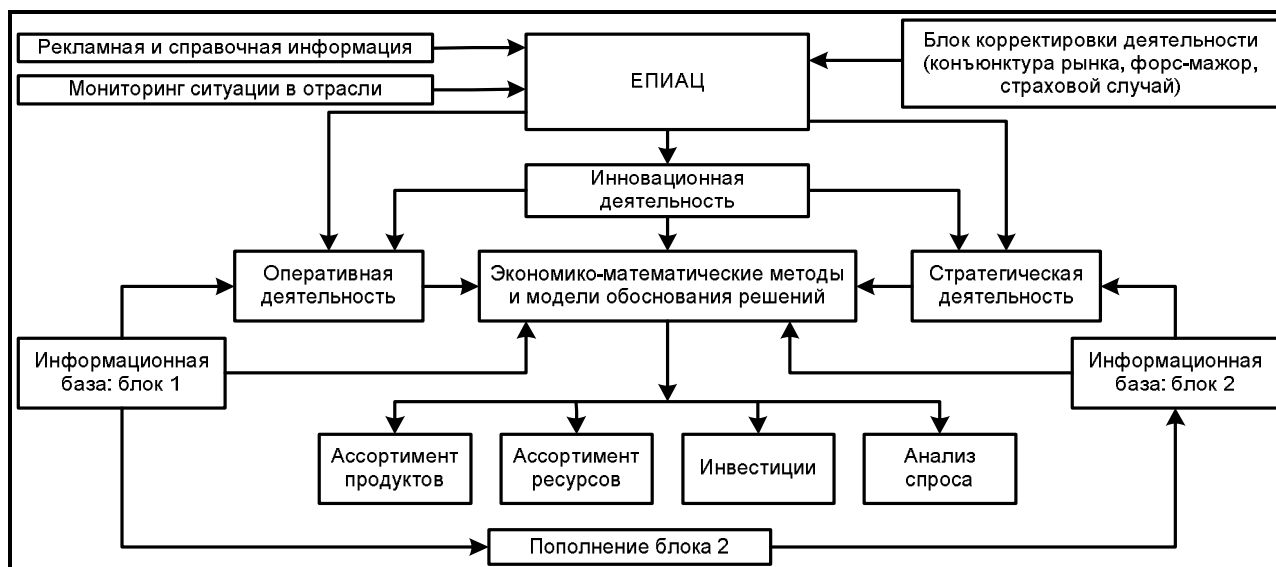 Рекламная и справочная информация
Мониторинг ситуации в отрасли
ЕПИАЦ
Блок корректировки деятельности
(конъюнктура рынка, форс-мажор,
страховой случай)
Инновационная
деятельность
Оперативная
деятельность
Экономико-математические методы
и модели обоснования решений
Стратегическая
деятельность
Информационная
база: блок 1
Информационная
база: блок 2
Ассортимент
продуктов
Ассортимент
ресурсов
Инвестиции
Анализ
спроса
Пополнение блока 2